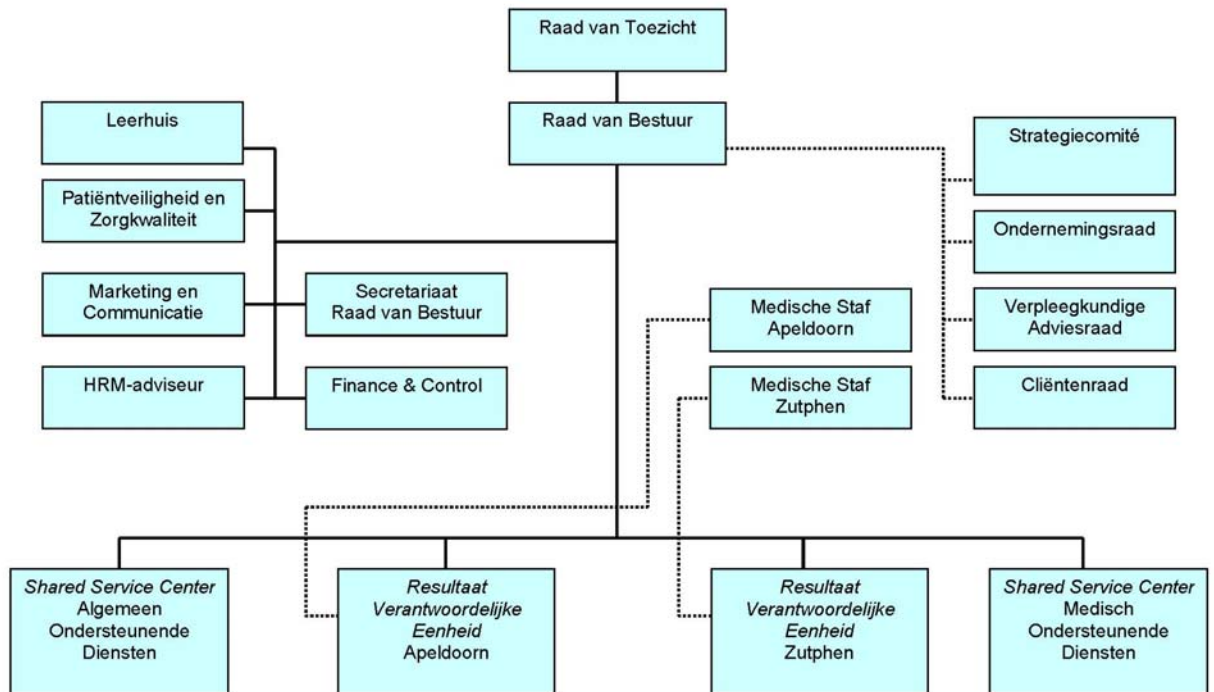 Raad van Toezicht
Raad van Bestuur
Leerhuis
Patiëntveiligheid en
Zorgkwaliteit
Marketing en
Communicatie
Secretariaat
Raad van Bestuur
HRM-adviseur
Finance & Control
Strategiecomité
Ondernemingsraad
Medische Staf
Apeldoorn
Verpleegkundige
Adviesraad
Medische Staf
Zutphen
Cliëntenraad
Shared Service Center
Algemeen
Ondersteunende
Diensten
Resultaat
Verantwoordelijke
Eenheid
Apeldoorn
Resultaat
Verantwoordelijke
Eenheid
Zutphen
Shared Service Center
Medisch
Ondersteunende
Diensten